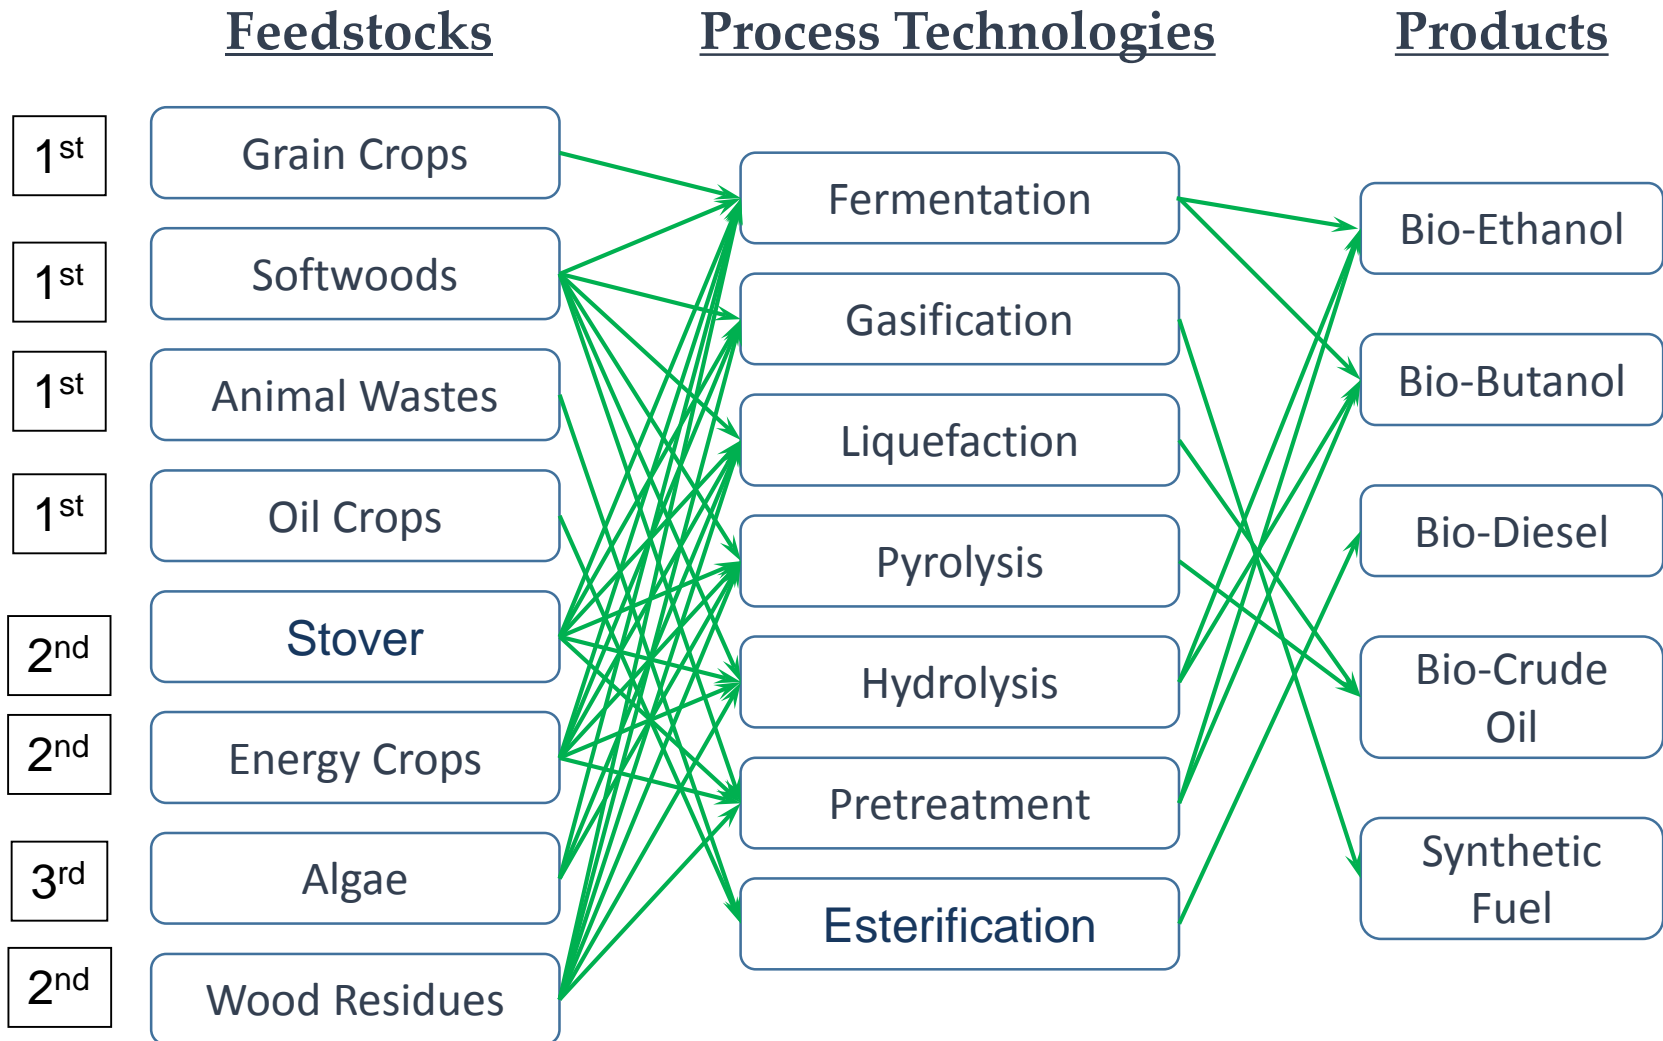 Feedstocks
Process Technologies
Products
1st
Grain Crops
1st
Softwoods
1st
Animal Wastes
1st
Oil Crops
2nd
Stover
2nd
Energy Crops
3rd
Algae
2nd
Wood Residues
Fermentation
Gasification
Liquefaction
Pyrolysis
Hydrolysis
Pretreatment
Esterification
Bio-Ethanol
Bio-Butanol
Bio-Diesel
Bio-Crude
Oil
Synthetic
Fuel